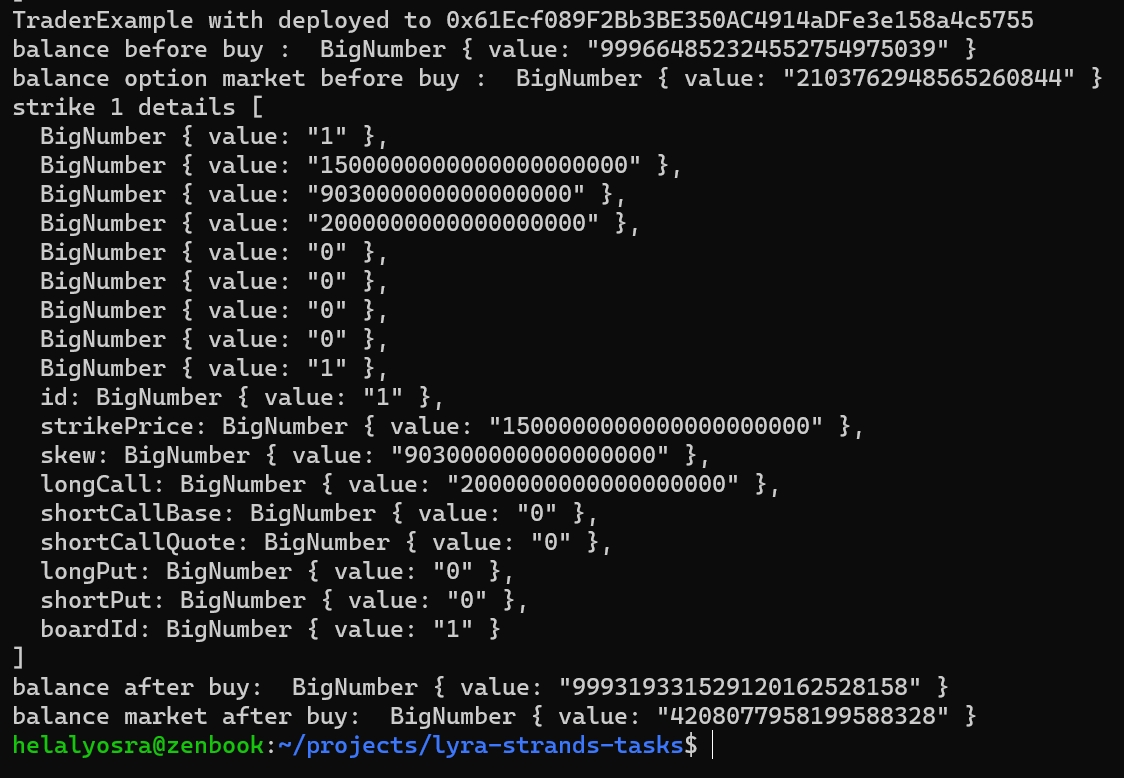 ]
TraderExample with deployed to 0x61Ecf089F2Bb3BE350AC4914aDFe3e158a4c5755
balance before buy :  BigNumber { value: "999664852324552754975039" }
balance option market before buy :  BigNumber { value: "2103762948565260844" }
strike 1 details [
  BigNumber { value: "1" },
  BigNumber { value: "1500000000000000000000" },
  BigNumber { value: "903000000000000000" },
  BigNumber { value: "2000000000000000000" },
  BigNumber { value: "0" },
  BigNumber { value: "0" },
  BigNumber { value: "0" },
  BigNumber { value: "0" },
  BigNumber { value: "1" },
  id: BigNumber { value: "1" },
  strikePrice: BigNumber { value: "1500000000000000000000" },
  skew: BigNumber { value: "903000000000000000" },
  longCall: BigNumber { value: "2000000000000000000" },
  shortCallBase: BigNumber { value: "0" },
  shortCallQuote: BigNumber { value: "0" },
  longPut: BigNumber { value: "0" },
  shortPut: BigNumber { value: "0" },
  boardId: BigNumber { value: "1" }
]
balance after buy:  BigNumber { value: "999319331529120162528158" }
balance market after buy:  BigNumber { value: "4208077958199588328" }
helalyosra@zenbook:~/projects/lyra-strands-tasks$